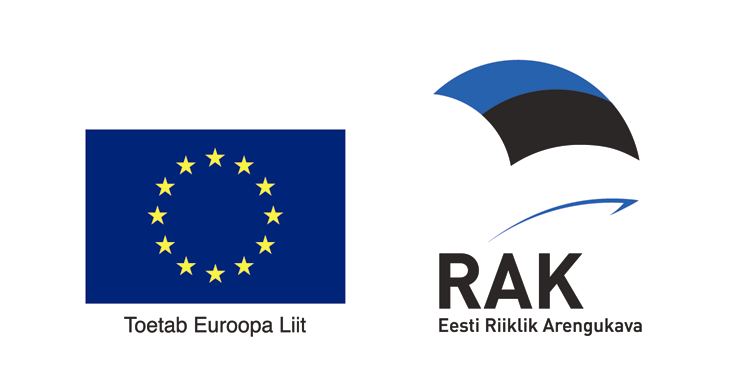 Toetab Euroopa Liit
RAK
Eesti Riiklik Arengukava